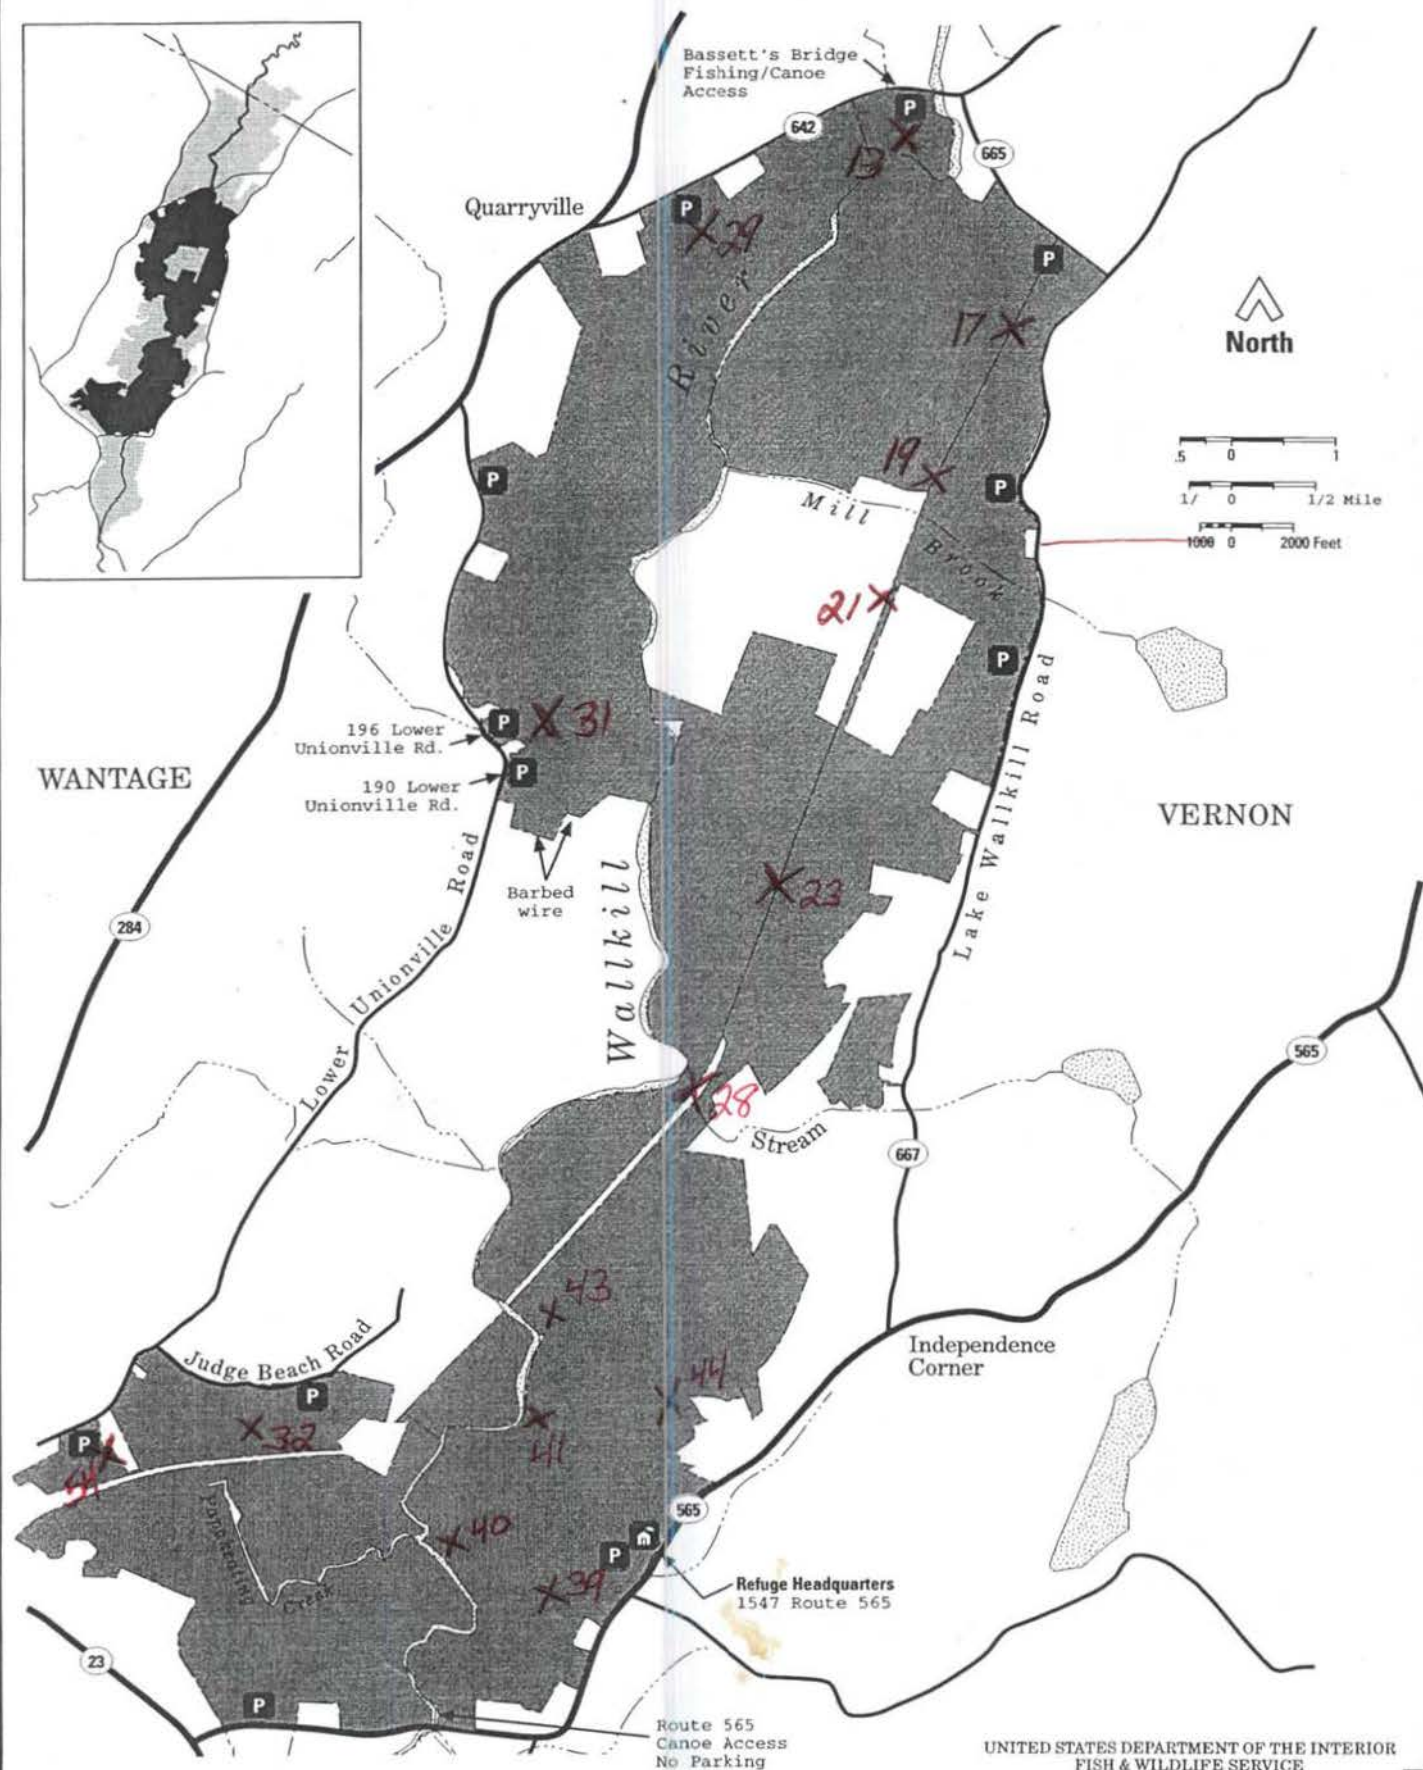 Bassett's Bridge
Fishing/Canoe
Access
P
642
13
665
Quarryville
P
29
P
River
17
North
19
P
P
.5 0 1
Mill
1/ 0 1/2 Mile
Brook
1000 0 2000 Feet
21
P
31
P
196 Lower
Unionville Rd.
WANTAGE
P
190 Lower
Unionville Rd.
VERNON
Lake Wallkill Road
Barbed
wire
23
284
Wallkill
Lower Unionville Road
565
28
Stream
667
43
Independence
Corner
Judge Beach Road
P
44
32
P
41
54
565
Papakating
Creek
40
P
39
Refuge Headquarters
1547 Route 565
23
P
Route 565
Canoe Access
No Parking
UNITED STATES DEPARTMENT OF THE INTERIOR
FISH & WILDLIFE SERVICE